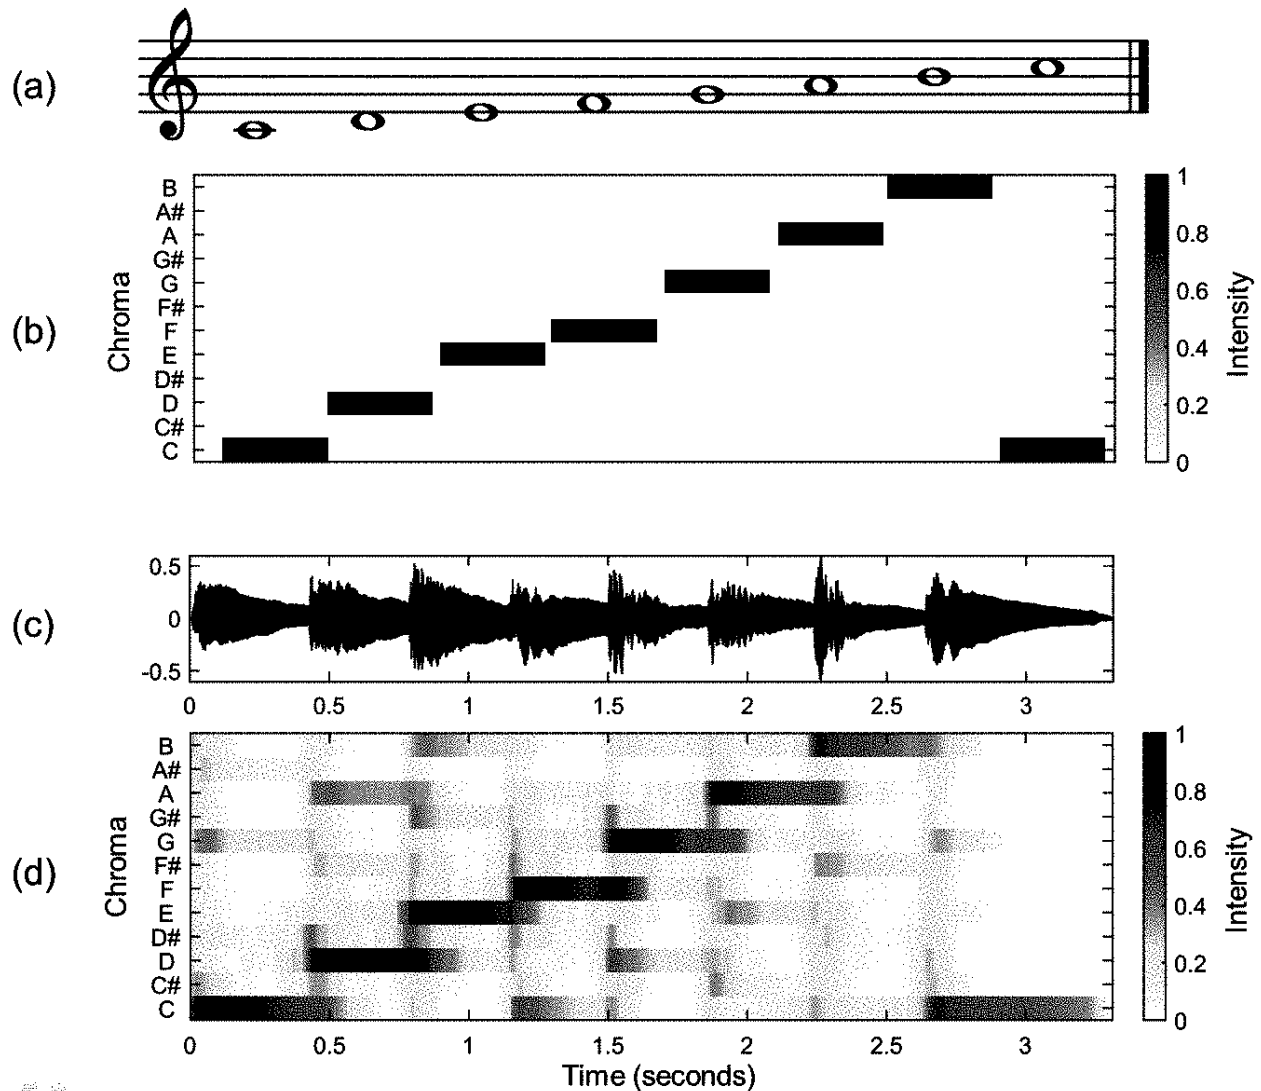 (a)
(b)
Chroma
B
A#
A
G#
G
F#
F
E
D#
D
C#
C
1
0.8
0.6
0.4
0.2
0
Intensity
(c)
0.5
0
-0.5
0 0.5 1 1.5 2 2.5 3
(d)
Chroma
B
A#
A
G#
G
F#
F
E
D#
D
C#
C
1
0.8
0.6
0.4
0.2
0
Intensity
0 0.5 1 1.5 2 2.5 3
Time (seconds)